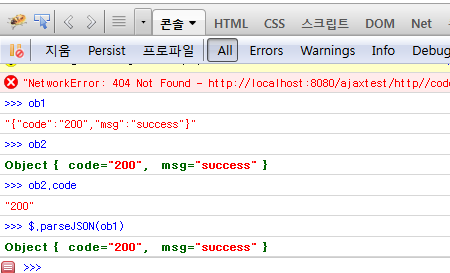 콘솔 HTML CSS 스크립트 DOM Net
지움 Persist 프로파일 All Errors Warnings Info Debug
"NetworkError: 404 Not Found - http://localhost:8080/ajaxtest/http//code
>>> ob1
"{"code":"200","msg":"success"}"
>>> ob2
Object { code="200", msg="success" }
>>> ob2.code
"200"
>>> $.parseJSON(ob1)
Object { code="200", msg="success" }
>>>